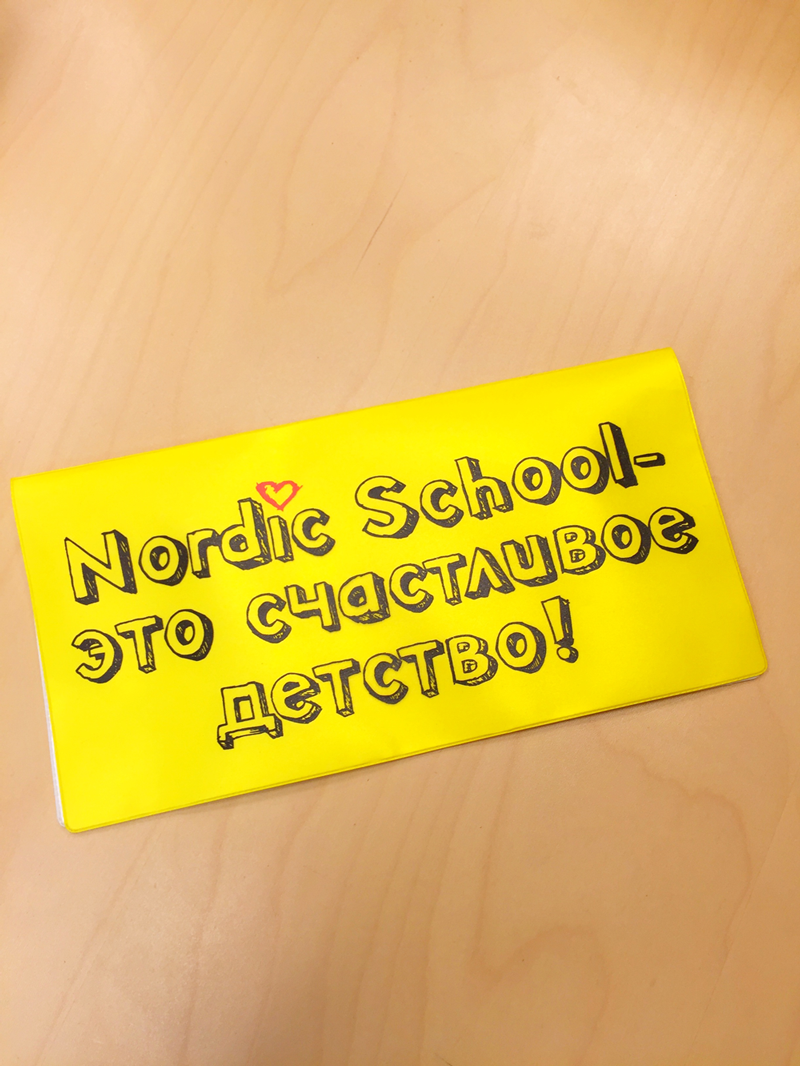 Nordic School-
это счастливое
детство!